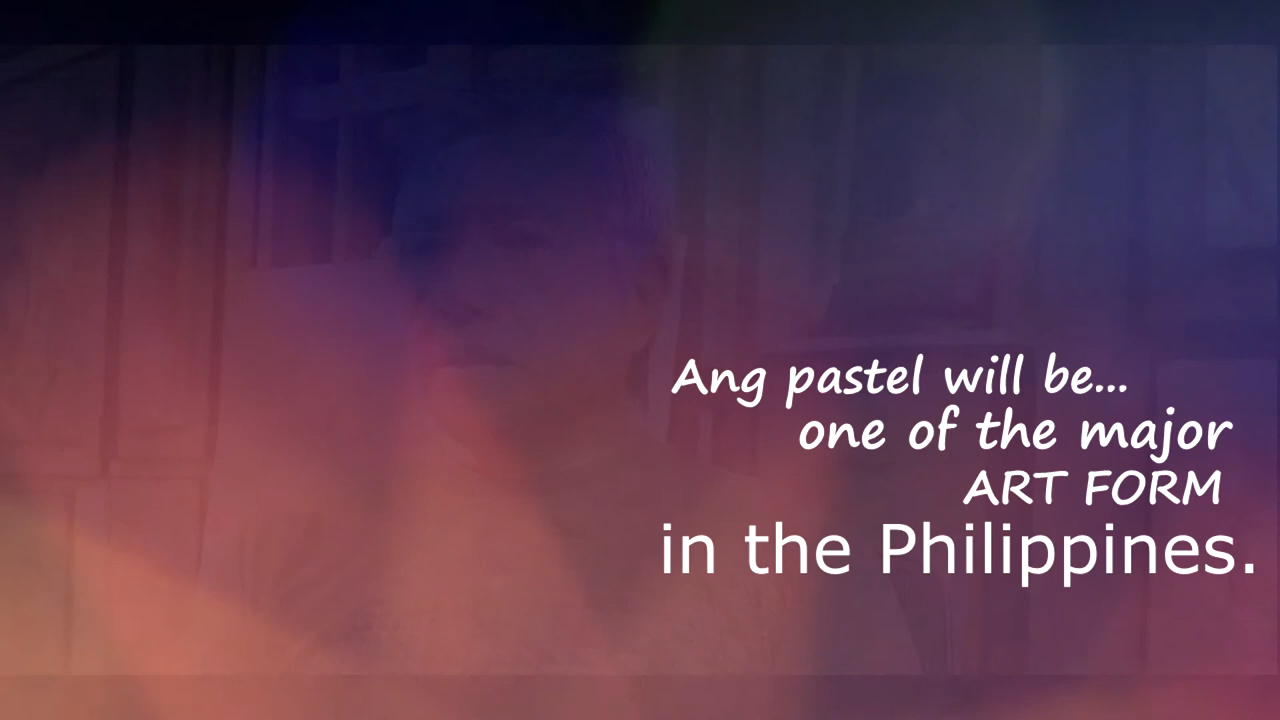 Ang pastel will be...
one of the major
ART FORM
in the Philippines.